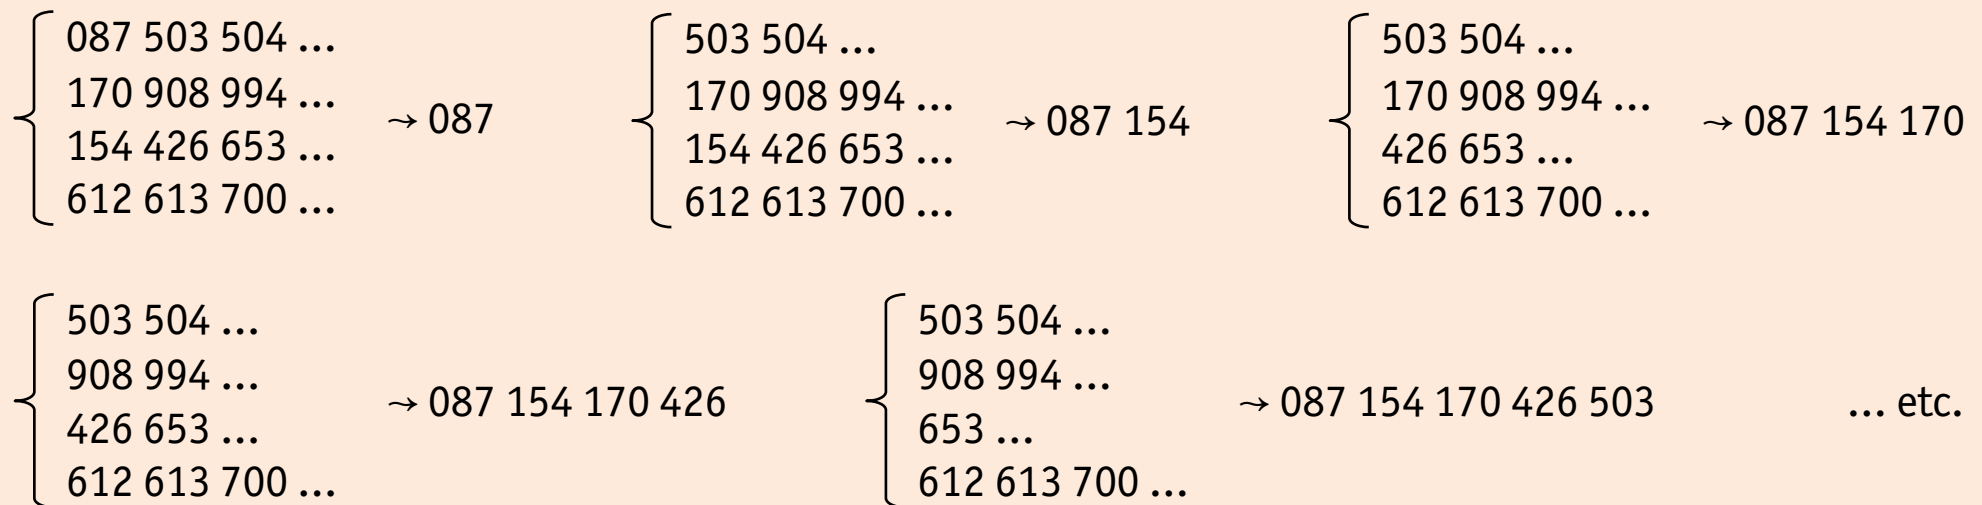 087 503 504 ...
170 908 994 ...
154 426 653 ...
612 613 700 ...
→ 087
503 504 ...
170 908 994 ...
154 426 653 ...
612 613 700 ...
→ 087 154
503 504 ...
170 908 994 ...
426 653 ...
612 613 700 ...
→ 087 154 170
503 504 ...
908 994 ...
426 653 ...
612 613 700 ...
→ 087 154 170 426
503 504 ...
908 994 ...
653 ...
612 613 700 ...
→ 087 154 170 426 503
... etc.